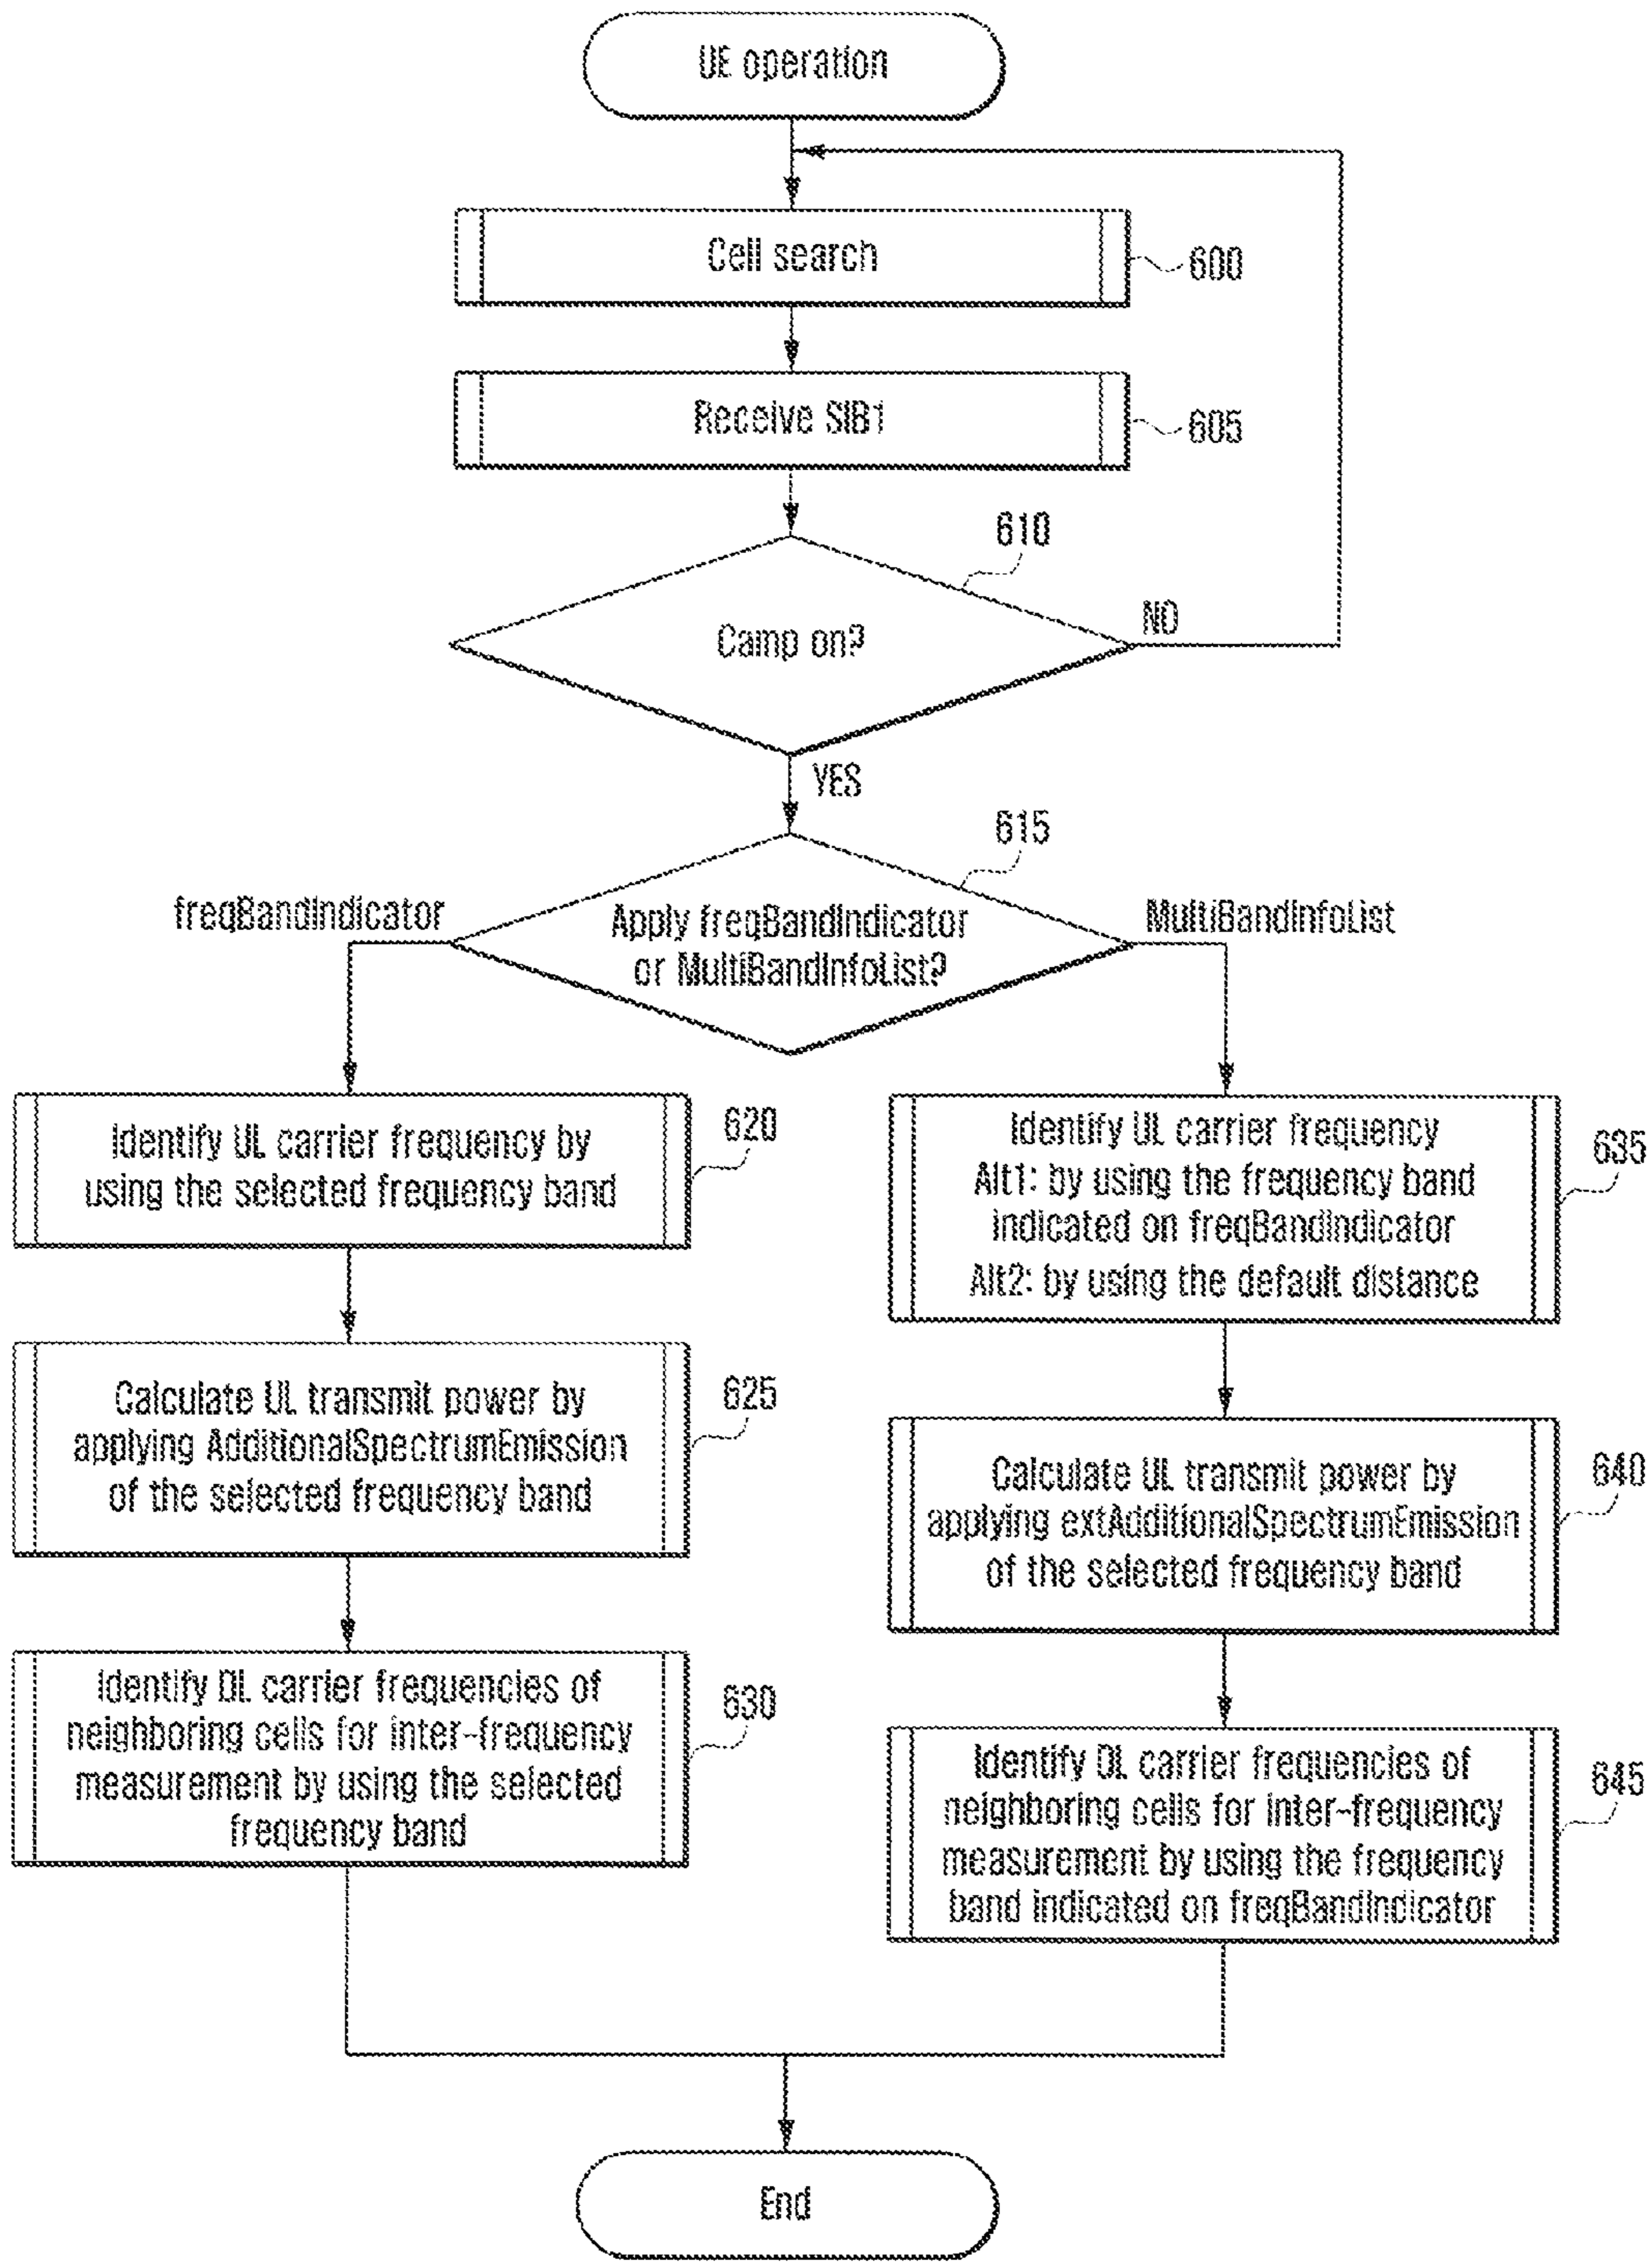 UE operation
Cell search
600
Receive SIB1
605
610
Camp on?
NO
YES
615
freqBandIndicator
Apply freqBandIndicator
or MultiBandInfoList?
MultiBandInfoList
Identify UL carrier frequency by
using the selected frequency band
620
Calculate UL transmit power by
applying AdditionalSpectrumEmission
of the selected frequency band
625
Identify DL carrier frequencies of
neighboring cells for inter-frequency
measurement by using the selected
frequency band
630
Identify UL carrier frequency
Alt1: by using the frequency band
indicated on freqBandIndicator
Alt2: by using the default distance
635
Calculate UL transmit power by
applying extAdditionalSpectrumEmission
of the selected frequency band
640
Identify DL carrier frequencies of
neighboring cells for inter-frequency
measurement by using the frequency
band indicated on freqBandIndicator
645
End